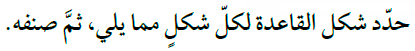 حدّد شكل القاعدة لكلّ شكلٍ مما يلي، ثمَّ صنفه.